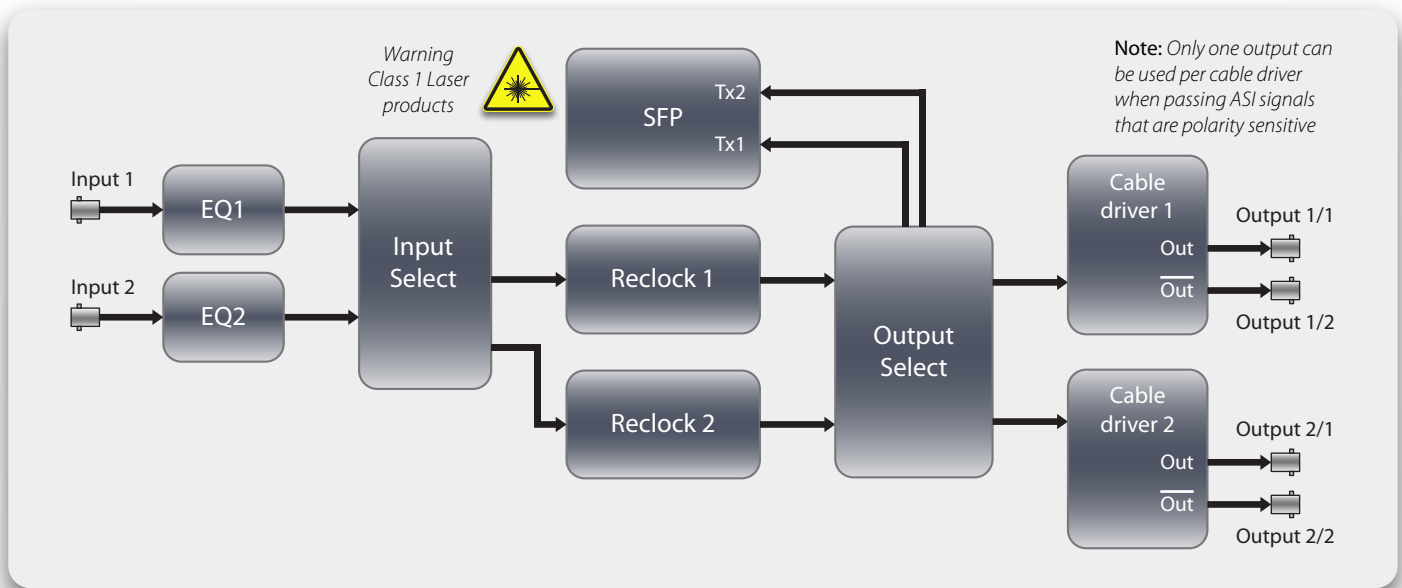 Warning
Class 1 Laser
products
Note: Only one output can
be used per cable driver
when passing ASI signals
that are polarity sensitive
Input 1
EQ1
Input 2
EQ2
Input
Select
SFP
Tx2
Tx1
Reclock 1
Reclock 2
Output
Select
Cable
driver 1
Out
Out
Output 1/1
Output 1/2
Cable
driver 2
Out
Out
Output 2/1
Output 2/2